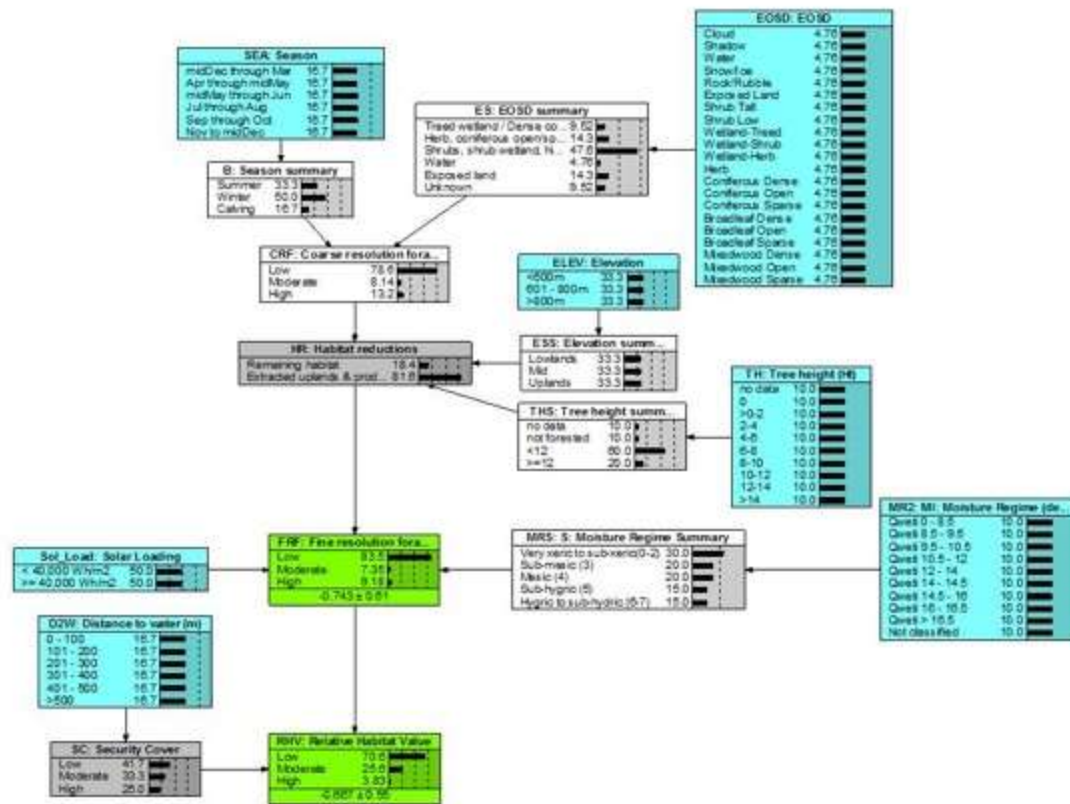 EOSD: EOSD
Cloud 4.76
Shadow 4.76
Water 4.76
Snow/Ice 4.76
Rock/Rubble 4.76
Exposed Land 4.76
Shrub Tall 4.76
Shrub Low 4.76
Wetland-Treed 4.76
Wetland-Shrub 4.76
Wetland-Herb 4.76
Herb 4.76
Coniferous Dense 4.76
Coniferous Open 4.76
Coniferous Sparse 4.76
Broadleaf Dense 4.76
Broadleaf Open 4.76
Broadleaf Sparse 4.76
Mixedwood Dense 4.76
Mixedwood Open 4.76
Mixedwood Sparse 4.76
SEA: Season
midDec through Mar 16.7
Apr through midMay 16.7
midMay through Jun 16.7
Jul through Aug 16.7
Sep through Oct 16.7
Nov to midDec 16.7
ES: EOSD summary
Treed wetland / Dense co... 9.52
Herb, coniferous open/sp... 14.3
Shrubs, shrub wetland, hi... 47.6
Water 4.76
Exposed land 14.3
Unknown 9.52
B: Season summary
Summer 33.3
Winter 50.0
Calving 16.7
CRF: Coarse resolution fora...
Low 78.6
Moderate 8.14
High 13.2
ELEV: Elevation
<600m 33.3
601 - 800m 33.3
>800m 33.3
HR: Habitat reductions
Remaining habitat 18.4
Extracted uplands & prod... 81.6
ESS: Elevation summ...
Lowlands 33.3
Mid 33.3
Uplands 33.3
TH: Tree height (Ht)
no data 10.0
0 10.0
>0-2 10.0
2-4 10.0
4-6 10.0
6-8 10.0
8-10 10.0
10-12 10.0
12-14 10.0
>14 10.0
THS: Tree height summ...
no data 10.0
not forested 10.0
<12 60.0
>=12 20.0
MR2: MI: Moisture Regime (de...
Qweti 0 - 8.5 10.0
Qweti 8.5 - 9.5 10.0
Qweti 9.5 - 10.5 10.0
Qweti 10.5 - 12 10.0
Qweti 12 - 14 10.0
Qweti 14 - 14.5 10.0
Qweti 14.5 - 16 10.0
Qweti 16 - 16.5 10.0
Qweti > 16.5 10.0
Not classified 10.0
Sol_Load: Solar Loading
< 40,000 Wh/m2 50.0
>= 40,000 Wh/m2 50.0
FRF: Fine resolution fora...
Low 83.5
Moderate 7.35
High 9.18
-0.743 ± 0.61
MRS: S: Moisture Regime Summary
Very xeric to sub-xeric(0-2) 30.0
Sub-mesic (3) 20.0
Mesic (4) 20.0
Sub-hygric (5) 15.0
Hygric to sub-hydric (6-7) 15.0
D2W: Distance to water (m)
0 - 100 16.7
101 - 200 16.7
201 - 300 16.7
301 - 400 16.7
401 - 500 16.7
>500 16.7
SC: Security Cover
Low 41.7
Moderate 33.3
High 25.0
RHV: Relative Habitat Value
Low 70.6
Moderate 25.6
High 3.83
-0.667 ± 0.55